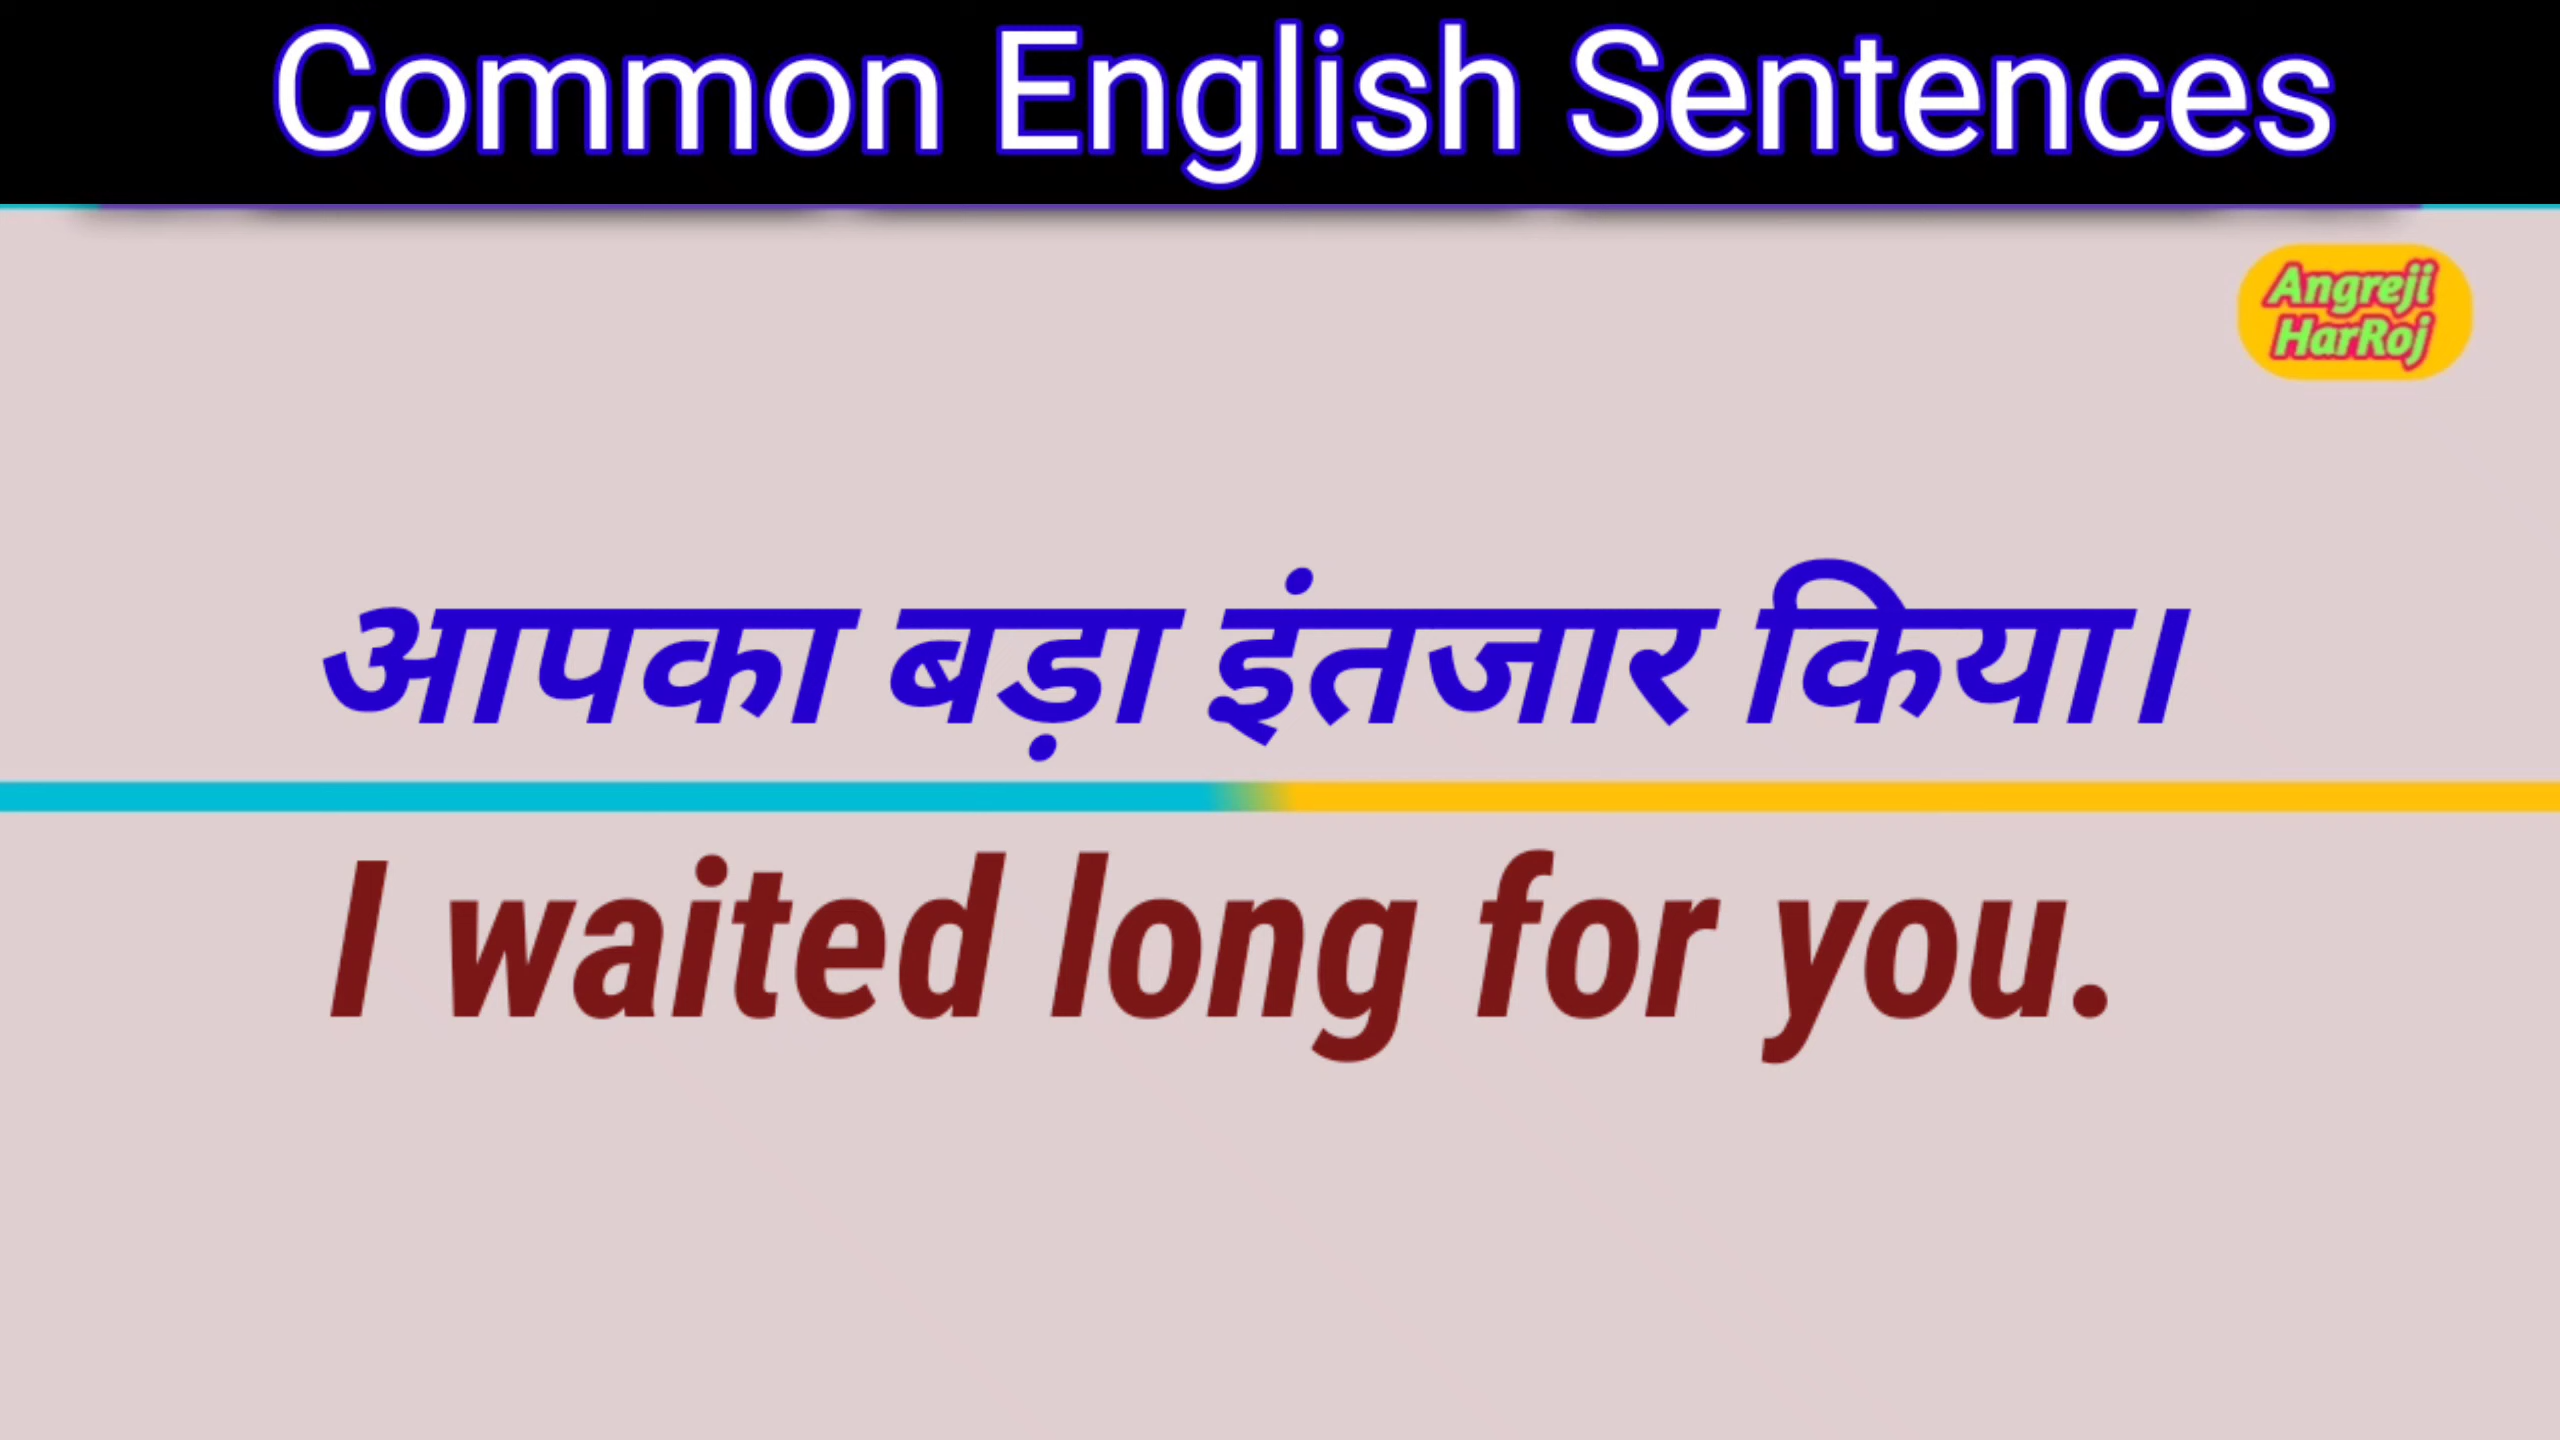 Common English Sentences
Angreji
HarRoj
आपका बड़ा इंतजार किया।
I waited long for you.